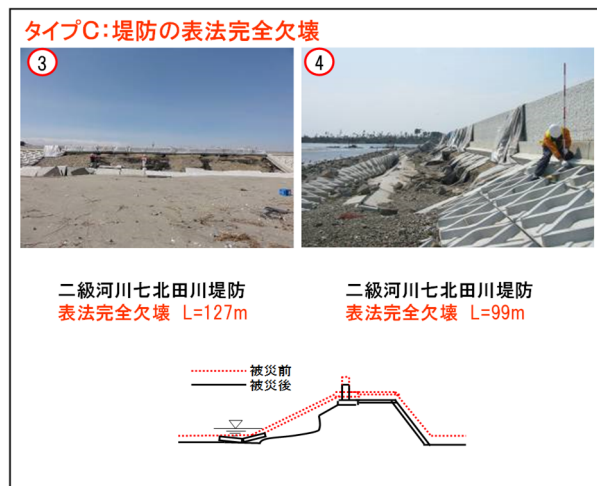 タイプC:堤防の表法完全欠壊
③
④
二級河川七北田川堤防
表法完全欠壊 L=127m
二級河川七北田川堤防
表法完全欠壊 L=99m
被災前
被災後